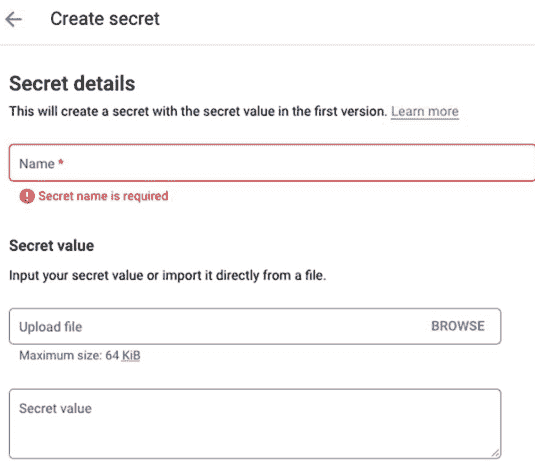 Create secret
Secret details
This will create a secret with the secret value in the first version. Learn more
Name *
Secret name is required
Secret value
Input your secret value or import it directly from a file.
Upload file BROWSE
Maximum size: 64 KiB
Secret value